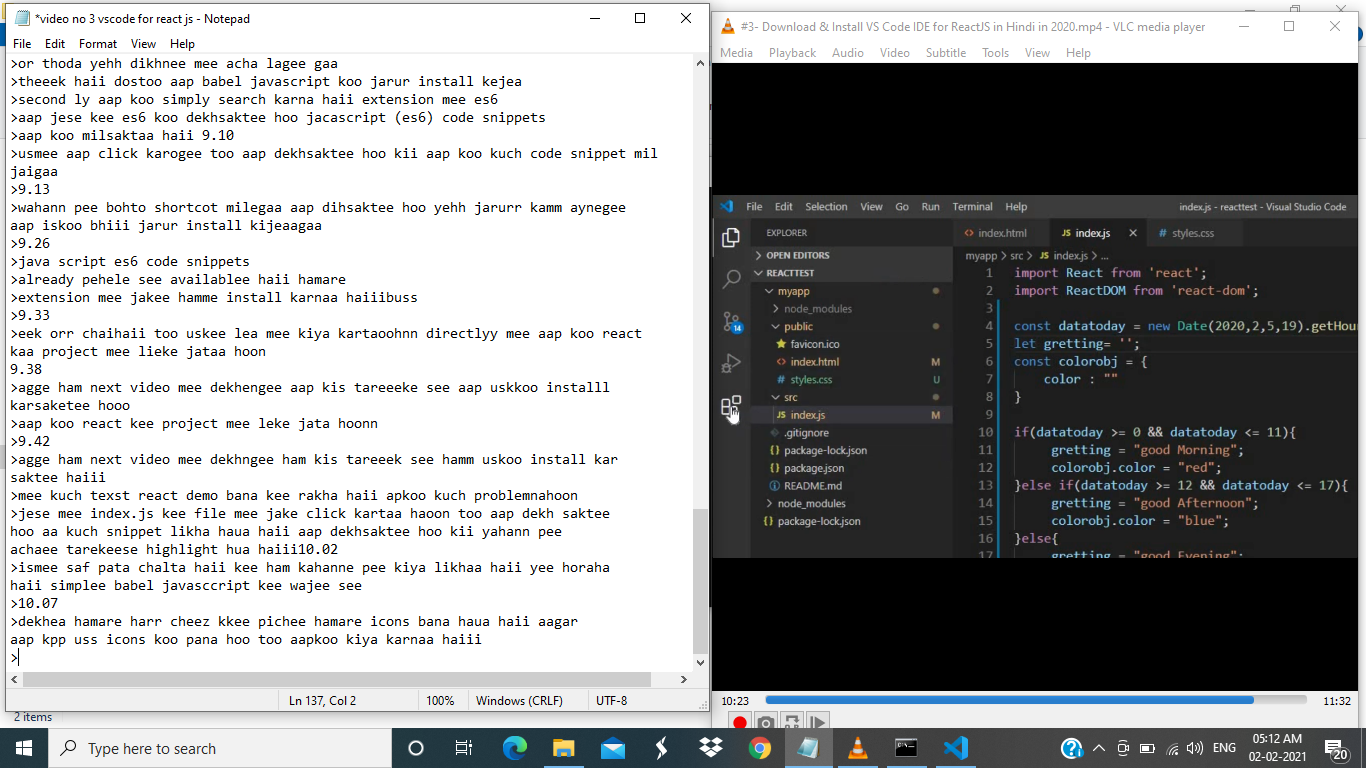 *video no 3 vscode for react js - Notepad
File Edit Format View Help
>or thoda yehh dikhnee mee acha lagee gaa
>theeek haii dostoo aap babel javascript koo jarur install kejea
>second ly aap koo simply search karna haii extension mee es6
>aap jese kee es6 koo dekhsaktee hoo jacascript (es6) code snippets
>aap koo milsaktaa haii 9.10
>usmee aap click karogee too aap dekhsaktee hoo kii aap koo kuch code snippet mil
jaigaa
>9.13
>wahann pee bohto shortcot milegaa aap dihsaktee hoo yehh jarurr kamm aynegee
aap iskoo bhiii jarur install kijeaagaa
>9.26
>java script es6 code snippets
>already pehele see availablee haii hamare
>extension mee jakee hamme install karnaa haiiibuss
>9.33
>eek orr chaihaii too uskee lea mee kiya kartaoohnn directlyy mee aap koo react
kaa project mee lieke jataa hoon
9.38
>agge ham next video mee dekhengee aap kis tareeeke see aap uskkoo installl
karsaketee hooo
>aap koo react kee project mee leke jata hoonn
>9.42
>agge ham next video mee dekhngee ham kis tareeek see hamm uskoo install kar
saktee haiii
>mee kuch texst react demo bana kee rakha haii apkoo kuch problemnahoon
>jese mee index.js kee file mee jake click kartaa haoon too aap dekh saktee
hoo aa kuch snippet likha haua haii aap dekhsaktee hoo kii yahann pee
achaee tarekeese highlight hua haiii10.02
>ismee saf pata chalta haii kee ham kahanne pee kiya likhaa haii yee horaha
haii simplee babel javasccript kee wajee see
>10.07
>dekhea hamare harr cheez kkee pichee hamare icons bana haua haii aagar
aap kpp uss icons koo pana hoo too aapkoo kiya karnaa haiii
>
Ln 137, Col 2 100% Windows (CRLF) UTF-8
2 items
#3- Download & Install VS Code IDE for ReactJS in Hindi in 2020.mp4 - VLC media player
Media Playback Audio Video Subtitle Tools View Help
File Edit Selection View Go Run Terminal Help index.js - reacttest - Visual Studio Code
EXPLORER
OPEN EDITORS
REACTTEST
myapp
node_modules
public
favicon.ico
index.html M
styles.css U
src
index.js M
.gitignore
package-lock.json
package.json
README.md
node_modules
package-lock.json
14
index.html index.js styles.css
myapp > src > index.js > ...
1 import React from 'react';
2 import ReactDOM from 'react-dom';
3
4 const datatoday = new Date(2020,2,5,19).getHou
5 let gretting= '';
6 const colorobj = {
7 color : ""
8 }
9
10 if(datatoday >= 0 && datatoday <= 11){
11 gretting = "good Morning";
12 colorobj.color = "red";
13 }else if(datatoday >= 12 && datatoday <= 17){
14 gretting = "good Afternoon";
15 colorobj.color = "blue";
16 }else{
17 gretting = "good Evening";
10:23 11:32
Type here to search
ENG
05:12 AM
02-02-2021
20